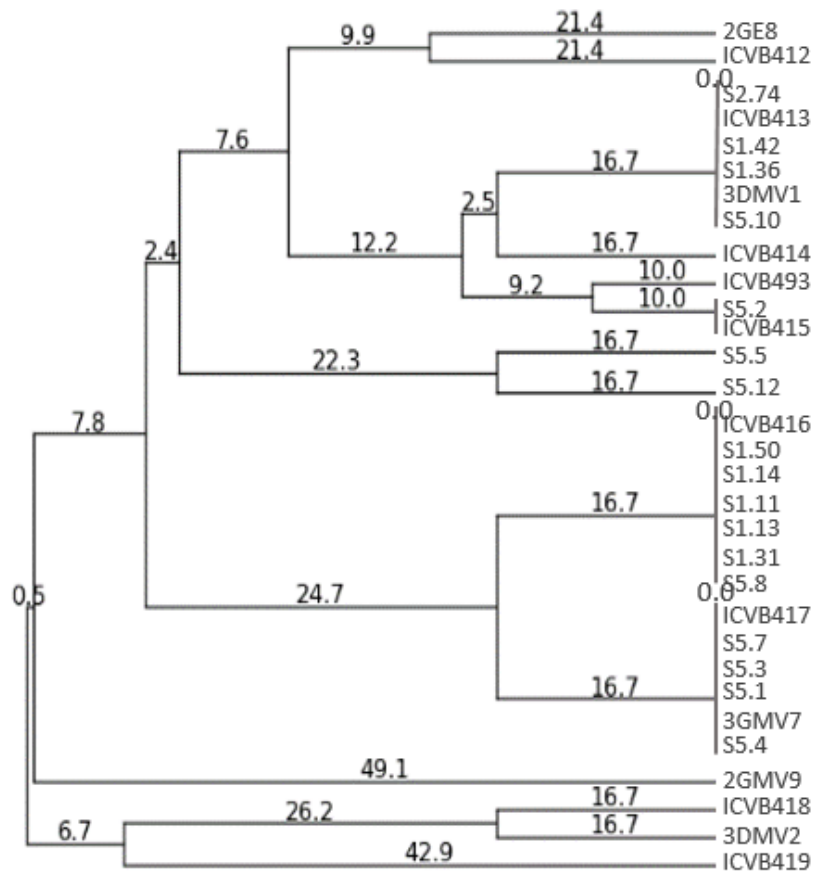 21.4 2GE8
9.9
21.4 ICVB412
0.0
S2.74
ICVB413
7.6
S1.42
16.7 S1.36
3DMV1
2.5
S5.10
2.4
12.2
ICVB414
16.7
10.0 ICVB493
9.2
10.0 S5.2
ICVB415
16.7 S5.5
22.3
16.7 S5.12
0.0
7.8
ICVB416
S1.50
S1.14
16.7 S1.11
S1.13
S1.31
S5.8
0.5
24.7
0.0
ICVB417
S5.7
S5.3
16.7 S5.1
3GMV7
S5.4
49.1 2GMV9
16.7 ICVB418
26.2
16.7 3DMV2
6.7
42.9 ICVB419